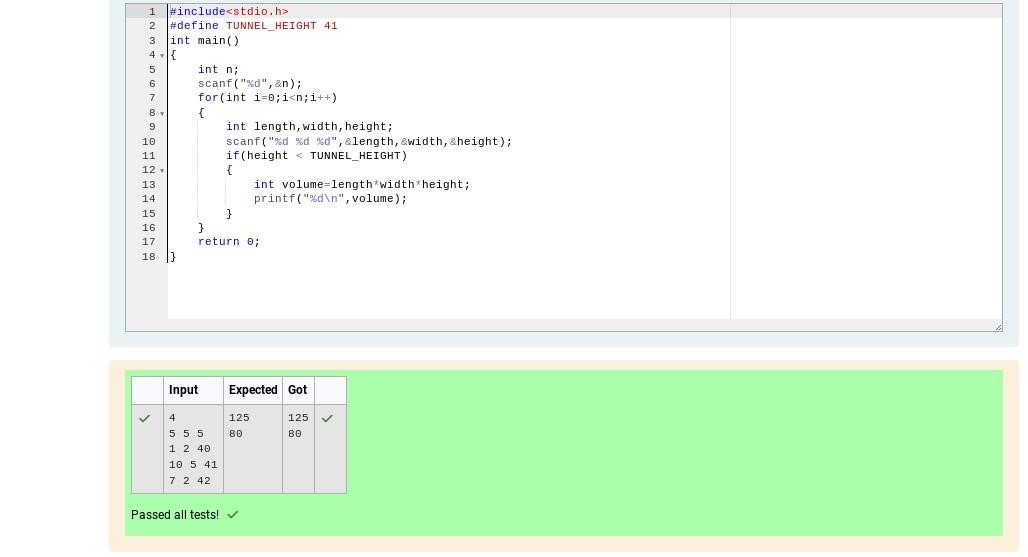 1 #include<stdio.h>
2 #define TUNNEL_HEIGHT 41
3 int main()
4 {
5     int n;
6     scanf("%d",&n);
7     for(int i=0;i<n;i++)
8     {
9         int length,width,height;
10         scanf("%d %d %d",&length,&width,&height);
11         if(height < TUNNEL_HEIGHT)
12         {
13             int volume=length*width*height;
14             printf("%d\n",volume);
15         }
16     }
17     return 0;
18 }
Input Expected Got
4 125 125
5 5 5 80 80
1 2 40
10 5 41
7 2 42
Passed all tests!